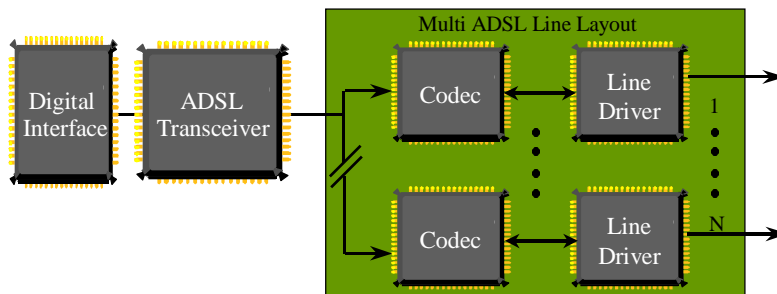 Multi ADSL Line Layout
Digital
Interface
ADSL
Transceiver
Codec
Line
Driver
1
Codec
Line
Driver
N